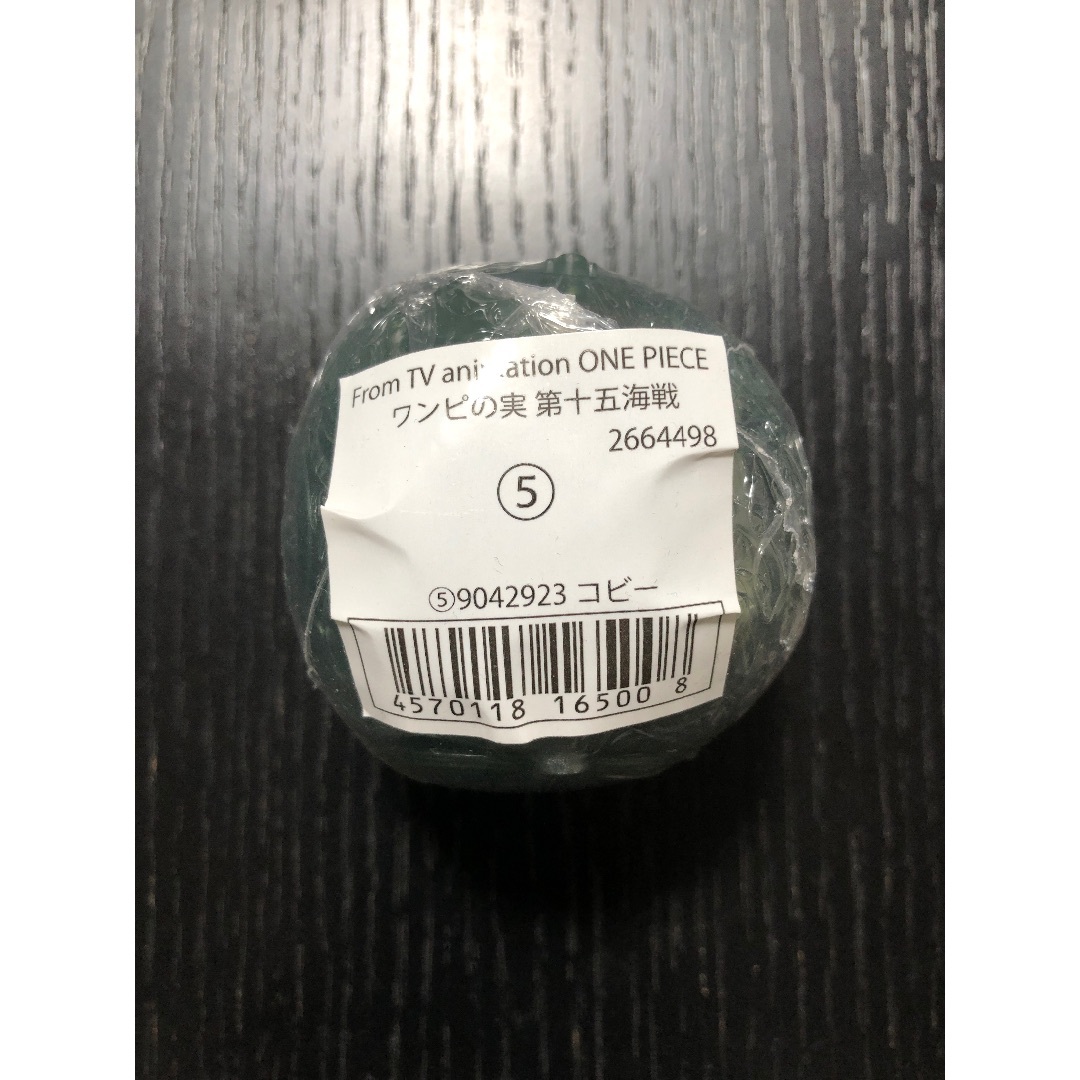 From TV animation ONE PIECE
ワンピの実 第十五海戦
2664498
⑤
⑤9042923 コビー
4570118 16500 8